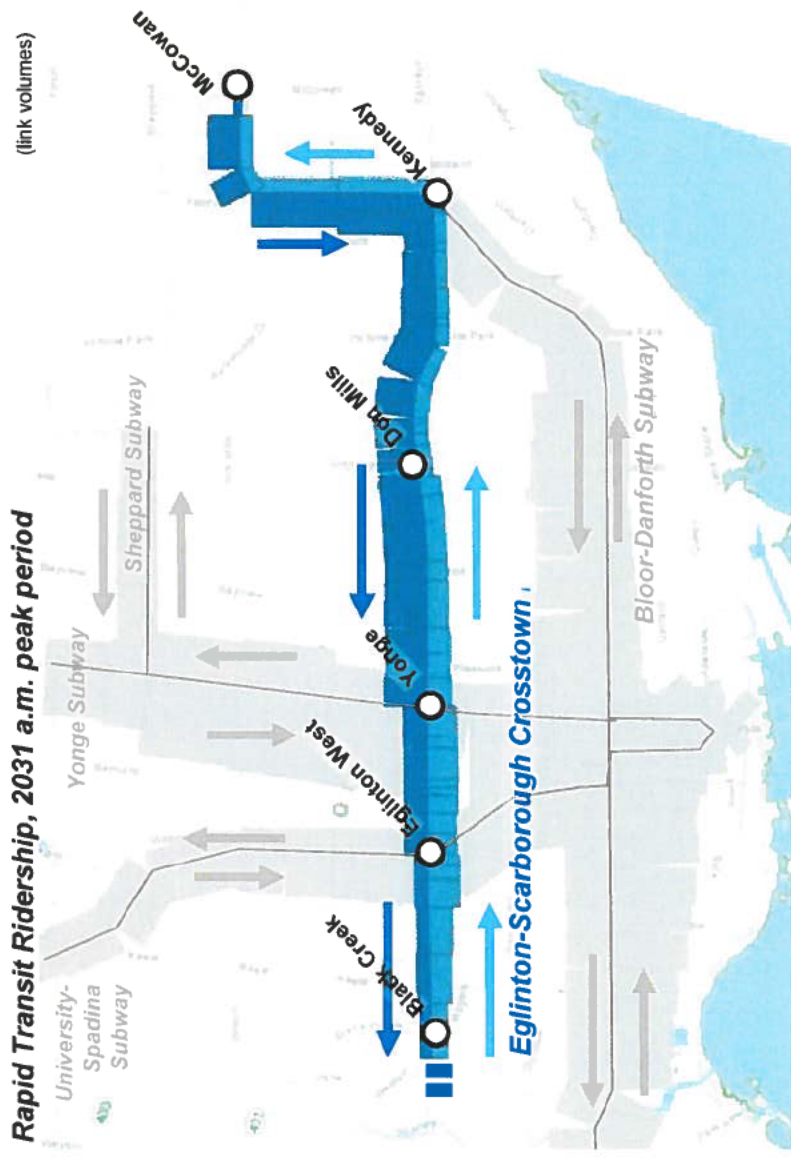 Rapid Transit Ridership, 2031 a.m. peak period
(link volumes)
University-
Spadina
Subway
Yonge Subway
Sheppard Subway
McCowan
Kennedy
Don Mills
Yonge
Eglinton West
Black Creek
Eglinton-Scarborough Crosstown
Bloor-Danforth Subway